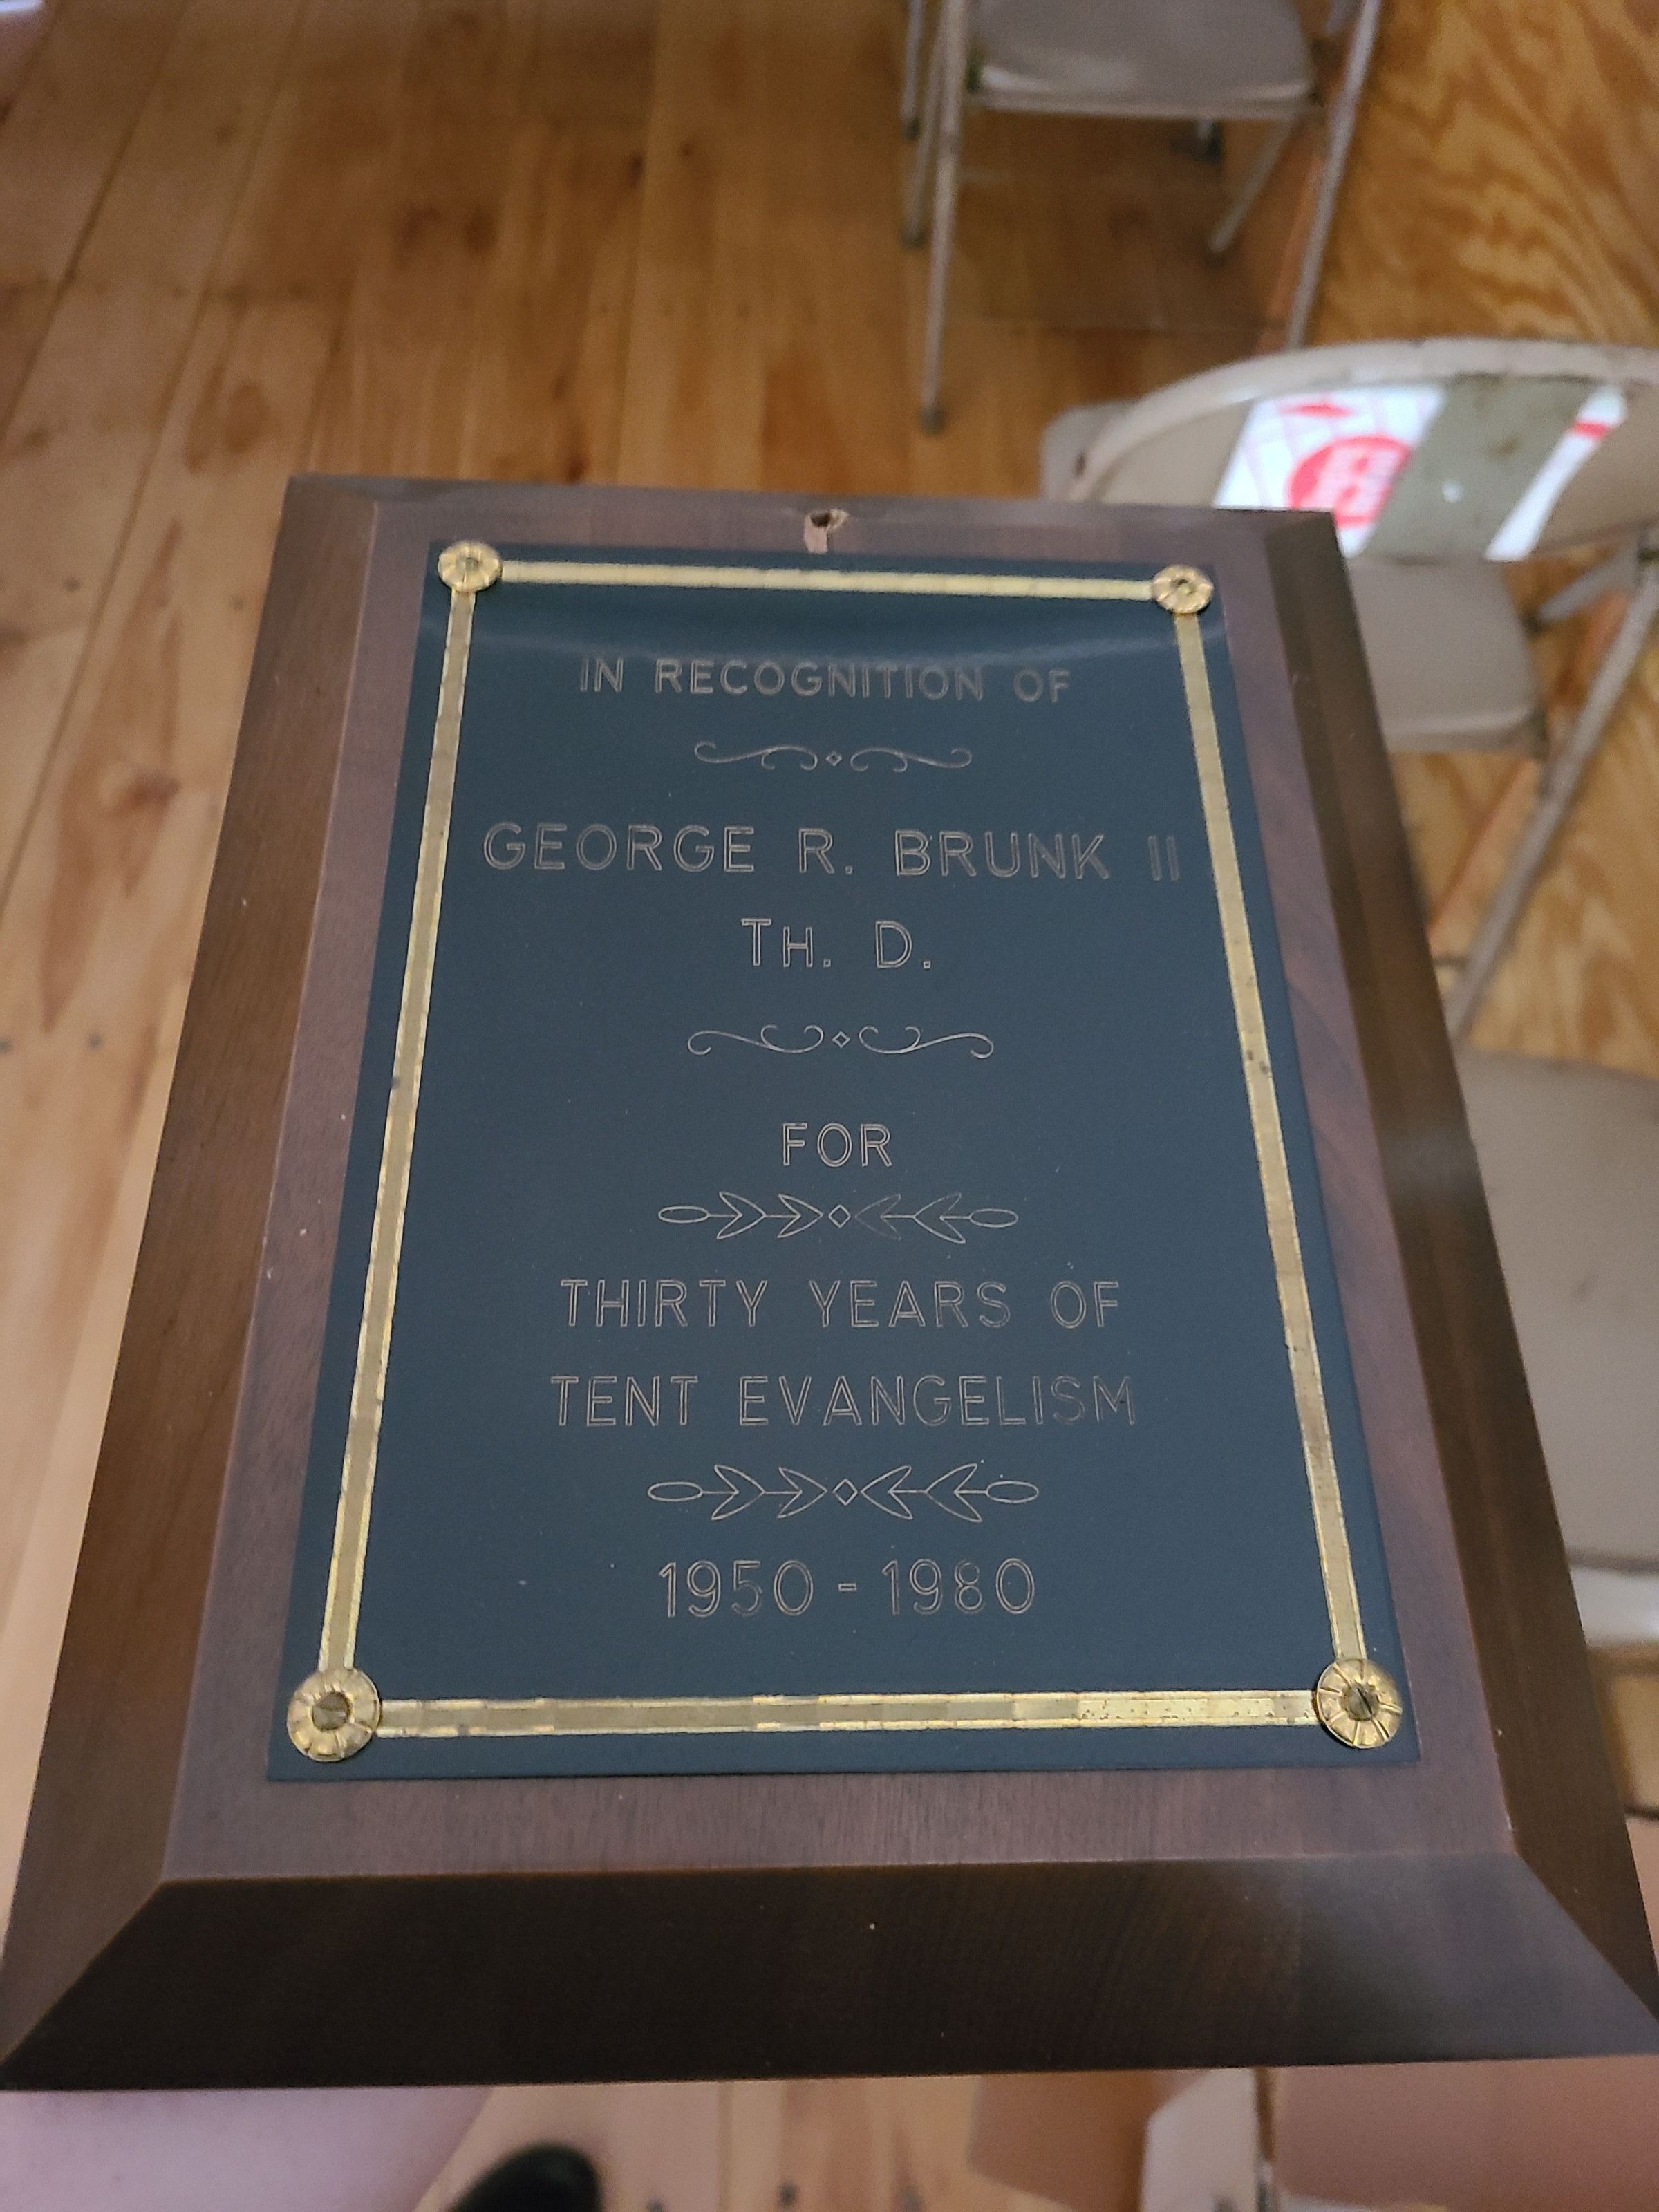 IN RECOGNITION OF
GEORGE R. BRUNK II
TH. D.
FOR
THIRTY YEARS OF
TENT EVANGELISM
1950 - 1980